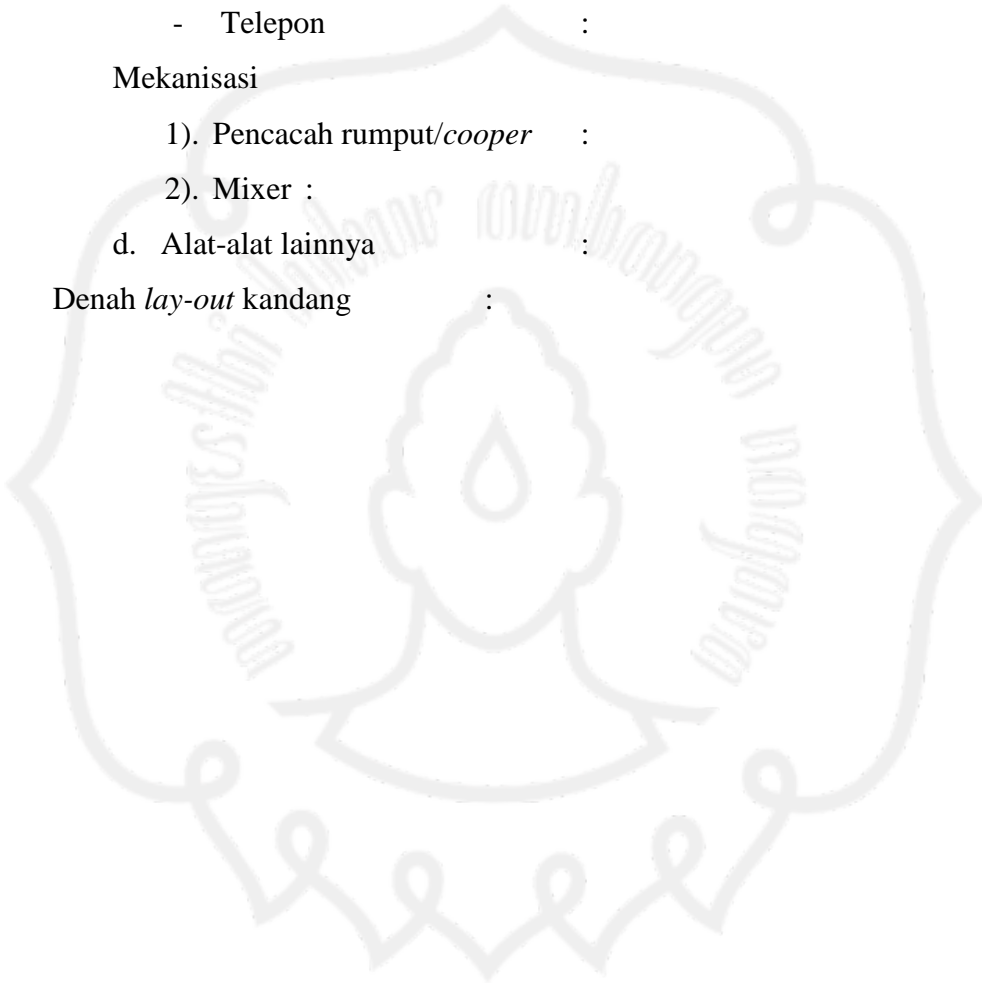 - Telepon :
Mekanisasi
1). Pencacah rumput/cooper :
2). Mixer :
d. Alat-alat lainnya :
Denah lay-out kandang :